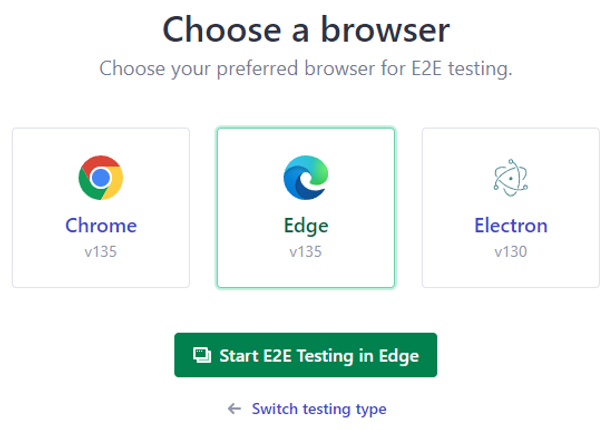 Choose a browser
Choose your preferred browser for E2E testing.
Chrome
v135
Edge
v135
Electron
v130
Start E2E Testing in Edge
Switch testing type